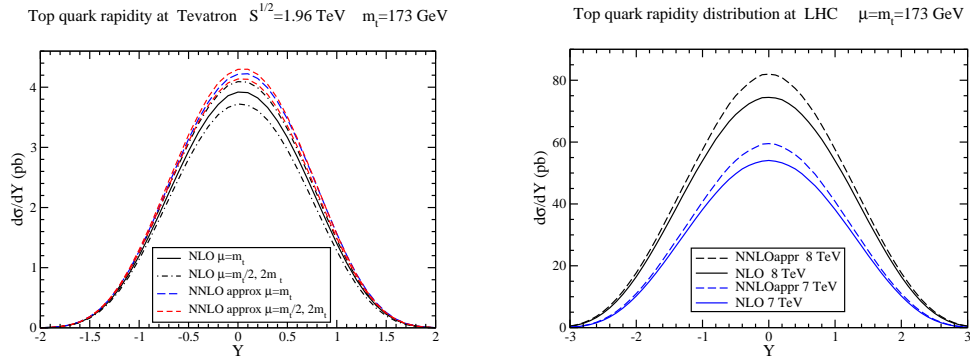 Top quark rapidity at Tevatron S^1/2=1.96 TeV m_t=173 GeV
4
3
2
1
0
-2
-1.5
-1
-0.5
0
0.5
1
1.5
2
Y
dσ/dY (pb)
NLO μ=m_t
NLO μ=m_t/2, 2m_t
NNLO approx μ=m_t
NNLO approx μ=m_t/2, 2m_t
Top quark rapidity distribution at LHC μ=m_t=173 GeV
80
60
40
20
0
-3
-2
-1
0
1
2
3
Y
dσ/dY (pb)
NNLOappr 8 TeV
NLO 8 TeV
NNLOappr 7 TeV
NLO 7 TeV